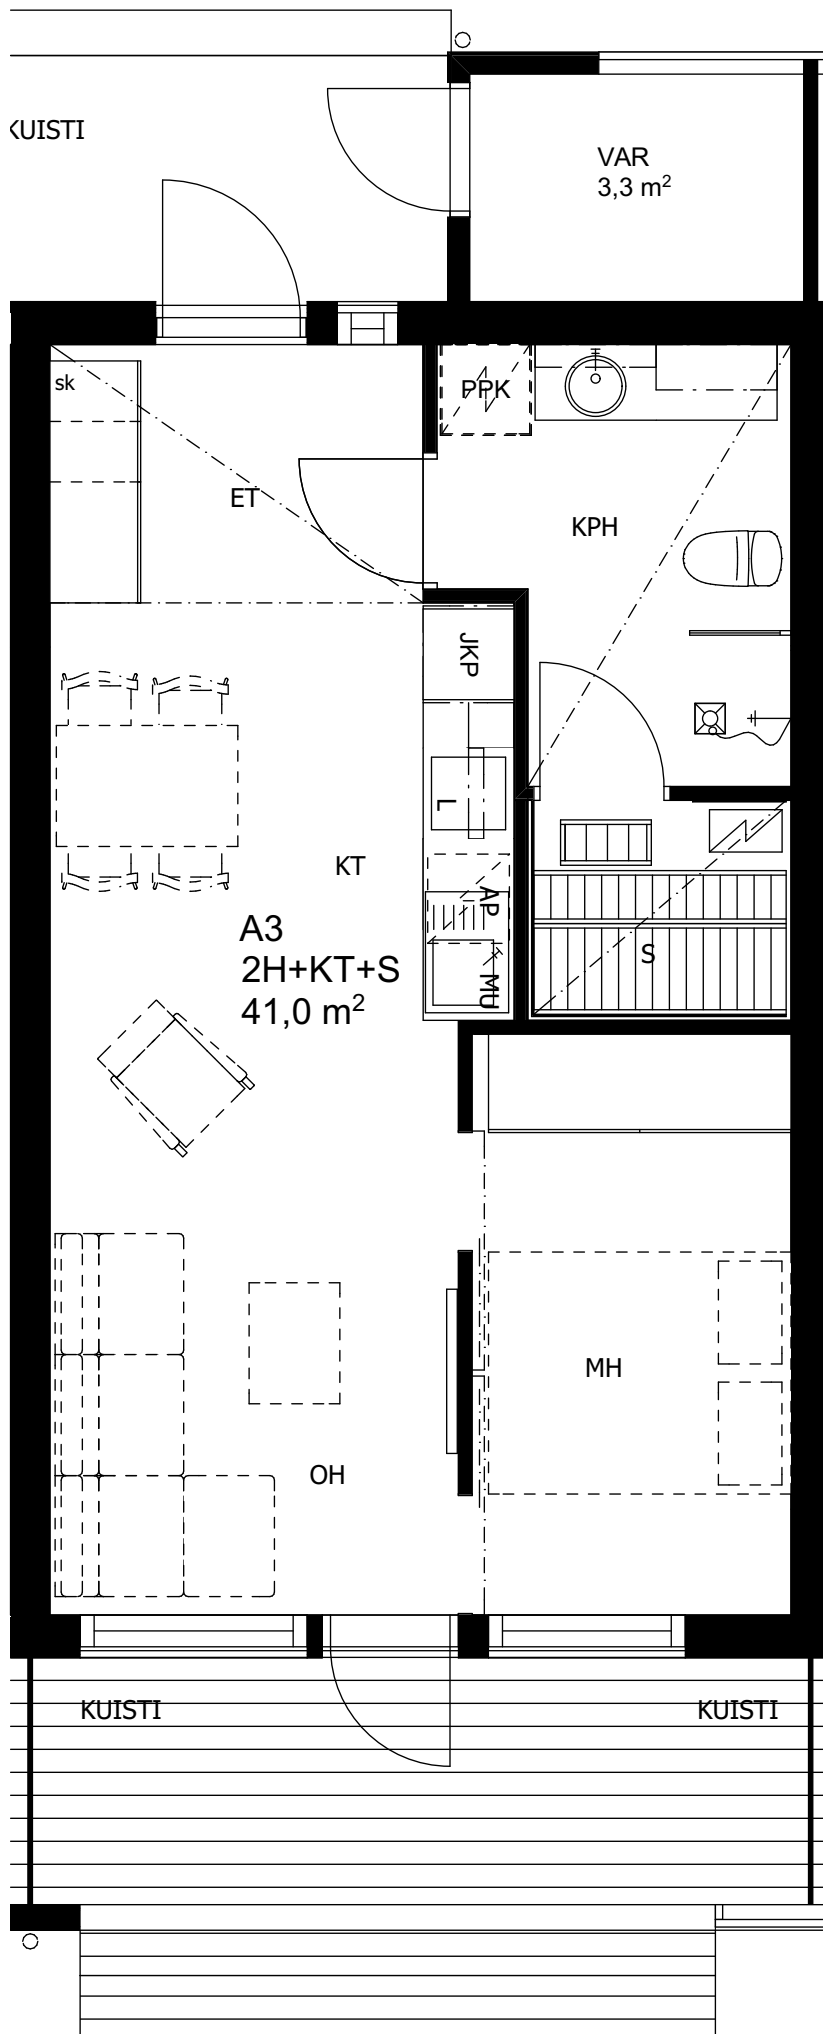 KUISTI
VAR
3,3 m²
sk
PPK
ET
KPH
JKP
L
KT
AP
A3
2H+KT+S
41,0 m²
S
MU
MH
OH
KUISTI
KUISTI